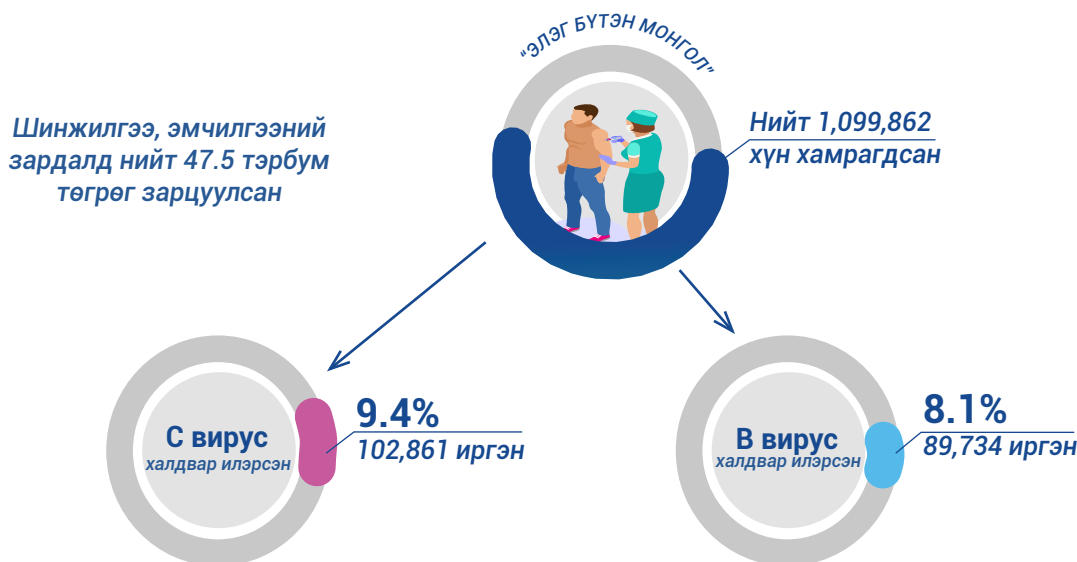 “ЭЛЭГ БҮТЭН МОНГОЛ”
Шинжилгээ, эмчилгээний
зардалд нийт 47.5 тэрбум
төгрөг зарцуулсан
Нийт 1,099,862
хүн хамрагдсан
С вирус
халдвар илэрсэн
9.4%
102,861 иргэн
В вирус
халдвар илэрсэн
8.1%
89,734 иргэн